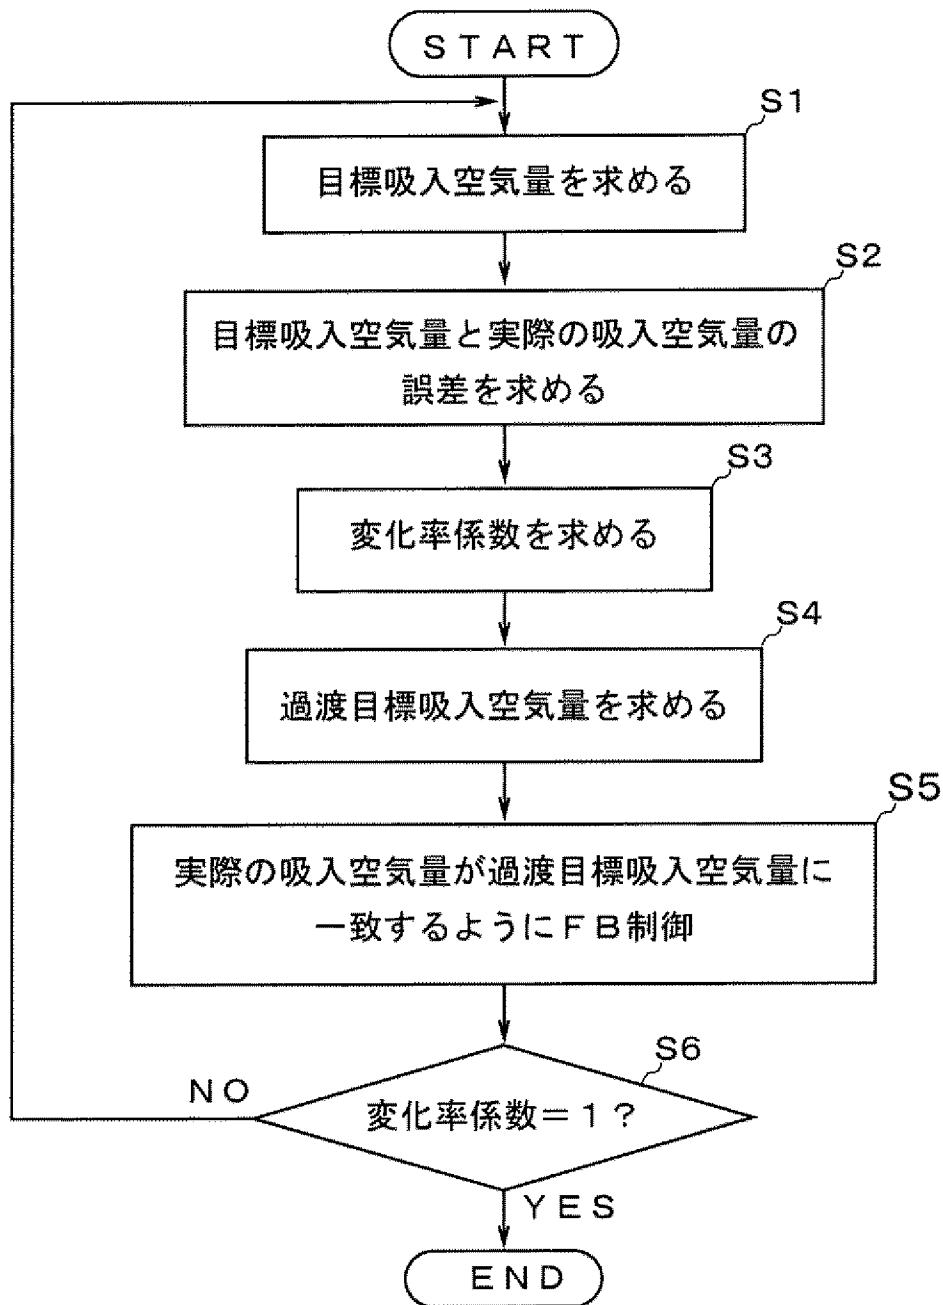 ＳＴＡＲＴ
S1
目標吸入空気量を求める
S2
目標吸入空気量と実際の吸入空気量の
誤差を求める
S3
変化率係数を求める
S4
過渡目標吸入空気量を求める
S5
実際の吸入空気量が過渡目標吸入空気量に
一致するようにＦＢ制御
S6
ＮＯ
変化率係数＝１？
ＹＥＳ
ＥＮＤ